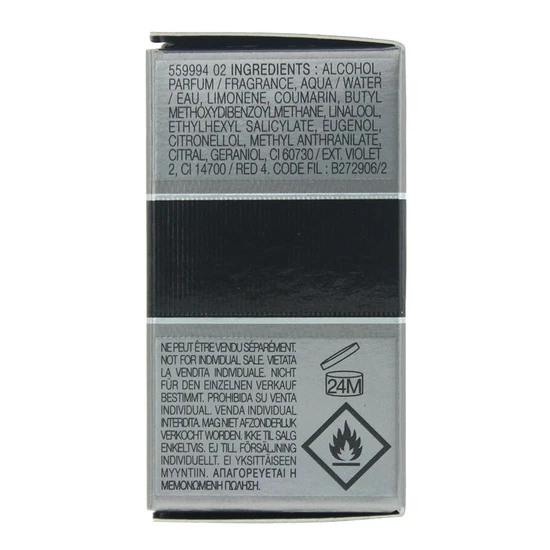 559994 02 INGREDIENTS : ALCOHOL,
PARFUM / FRAGRANCE, AQUA / WATER
/ EAU, LIMONENE, COUMARIN, BUTYL
METHOXYDIBENZOYLMETHANE, LINALOOL,
ETHYLHEXYL SALICYLATE, EUGENOL,
CITRONELLOL, METHYL ANTHRANILATE,
CITRAL, GERANIOL, CI 60730 / EXT. VIOLET
2, CI 14700 / RED 4. CODE FIL : B272906/2
NE PEUT ÊTRE VENDU SÉPARÉMENT.
NOT FOR INDIVIDUAL SALE. VIETATA
LA VENDITA INDIVIDUALE. NICHT
FÜR DEN EINZELNEN VERKAUF
BESTIMMT. PROHIBIDA SU VENTA
INDIVIDUAL. VENDA INDIVIDUAL
INTERDITA. MAG NIET AFZONDERLIJK
VERKOCHT WORDEN. IKKE TIL SALG
ENKELTVIS. EJ TILL FÖRSÄLJNING
INDIVIDUELLT. EI YKSITTÄISEEN
MYYNTIIN. ΑΠΑΓΟΡΕΥΕΤΑΙ Η
ΜΕΜΟΝΩΜΕΝΗ ΠΩΛΗΣΗ.
24M